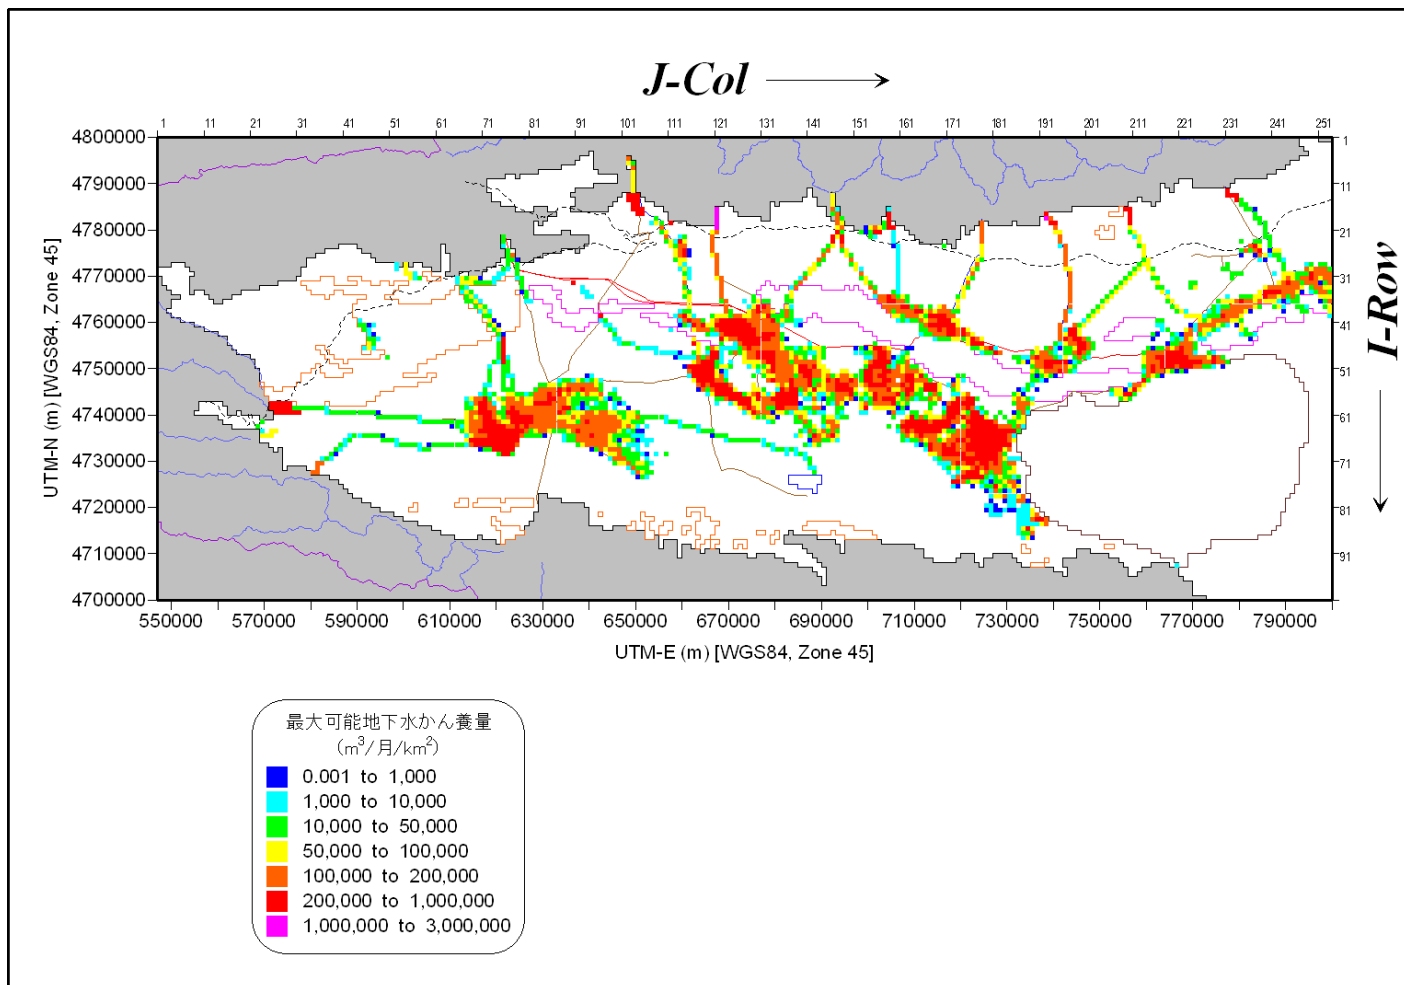 J-Col
1 11 21 31 41 51 61 71 81 91 101 111 121 131 141 151 161 171 181 191 201 211 221 231 241 251
4800000 1
4790000 11
4780000 21
4770000 31
4760000 41
4750000 51
4740000 61
4730000 71
4720000 81
4710000 91
4700000
UTM-N (m) [WGS84, Zone 45]
I-Row
550000 570000 590000 610000 630000 650000 670000 690000 710000 730000 750000 770000 790000
UTM-E (m) [WGS84, Zone 45]
最大可能地下水かん養量
(m³/月/km²)
0.001 to 1,000
1,000 to 10,000
10,000 to 50,000
50,000 to 100,000
100,000 to 200,000
200,000 to 1,000,000
1,000,000 to 3,000,000